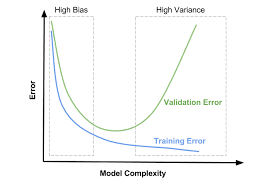 High Bias
High Variance
Error
Validation Error
Training Error
Model Complexity